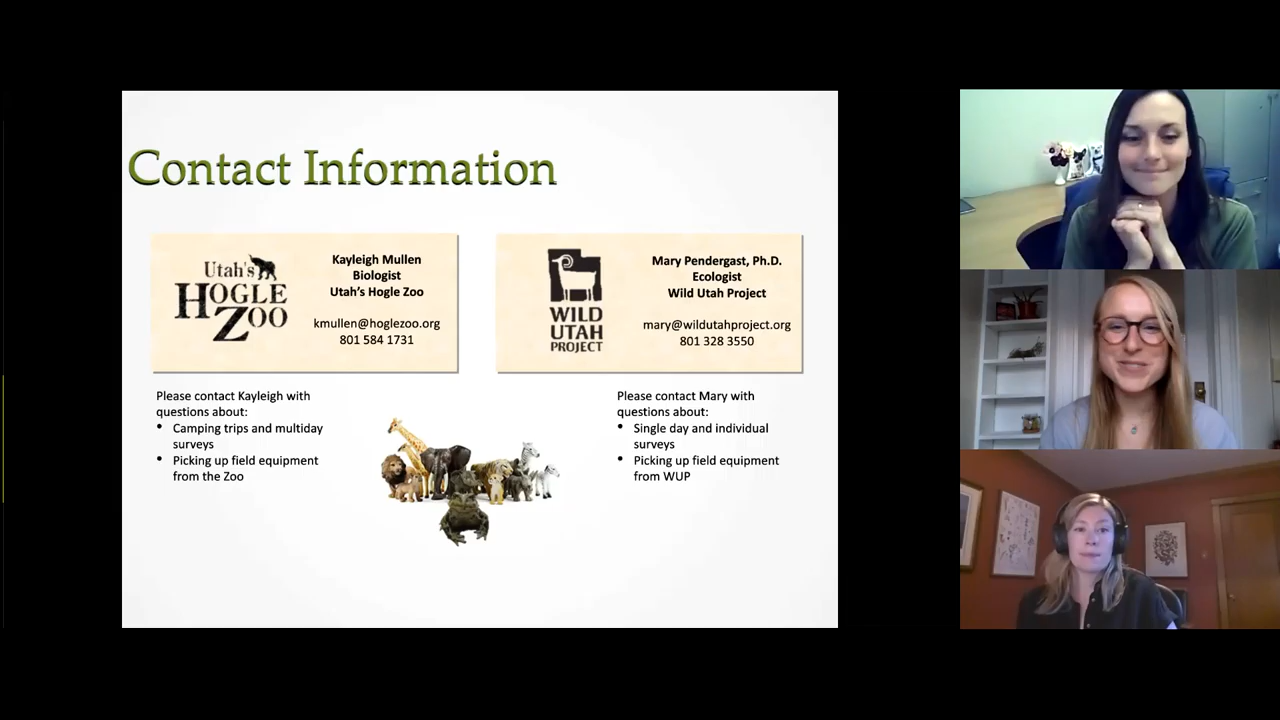 Contact Information
Utah's
HOGLE
ZOO
Kayleigh Mullen
Biologist
Utah's Hogle Zoo
kmullen@hoglezoo.org
801 584 1731
WILD
UTAH
PROJECT
Mary Pendergast, Ph.D.
Ecologist
Wild Utah Project
mary@wildutahproject.org
801 328 3550
Please contact Kayleigh with
questions about:
• Camping trips and multiday
surveys
• Picking up field equipment
from the Zoo
Please contact Mary with
questions about:
• Single day and individual
surveys
• Picking up field equipment
from WUP